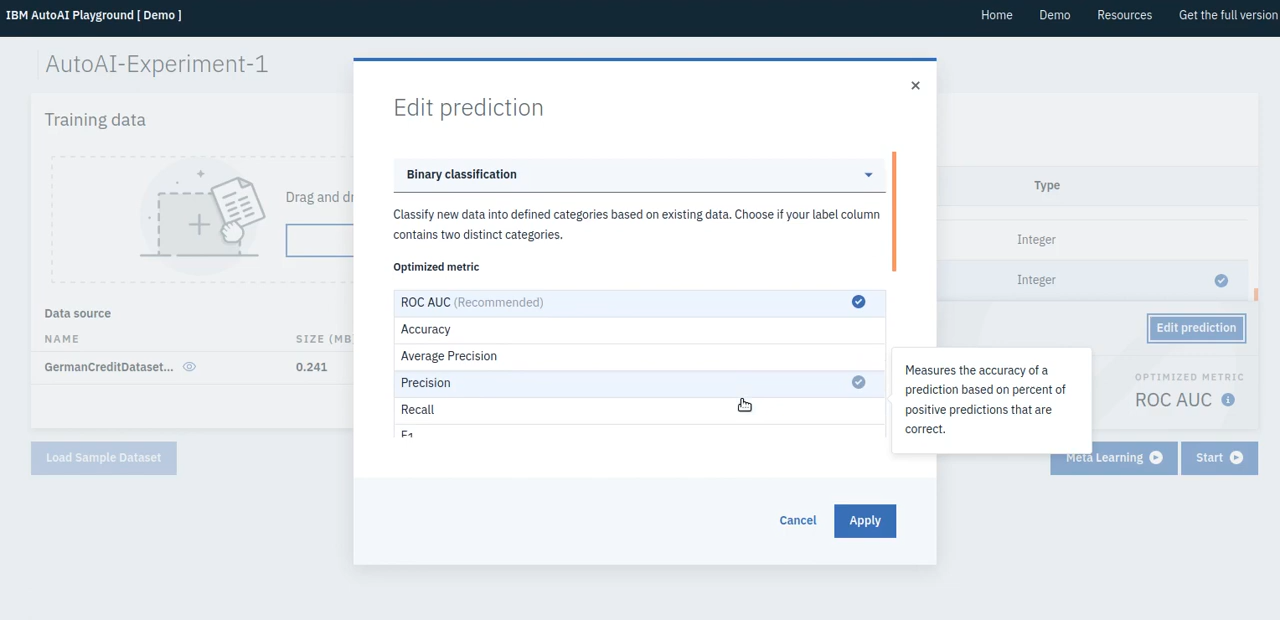 IBM AutoAI Playground [ Demo ]
Home
Demo
Resources
Get the full version
AutoAI-Experiment-1
Training data
Drag and dr
Data source
NAME
SIZE (MB
GermanCreditDataset...
0.241
Load Sample Dataset
Edit prediction
Binary classification
Classify new data into defined categories based on existing data. Choose if your label column
contains two distinct categories.
Optimized metric
ROC AUC (Recommended)
Accuracy
Average Precision
Precision
Recall
F1
Cancel
Apply
Type
Integer
Integer
Edit prediction
Measures the accuracy of a
prediction based on percent of
positive predictions that are
correct.
OPTIMIZED METRIC
ROC AUC
Meta Learning
Start